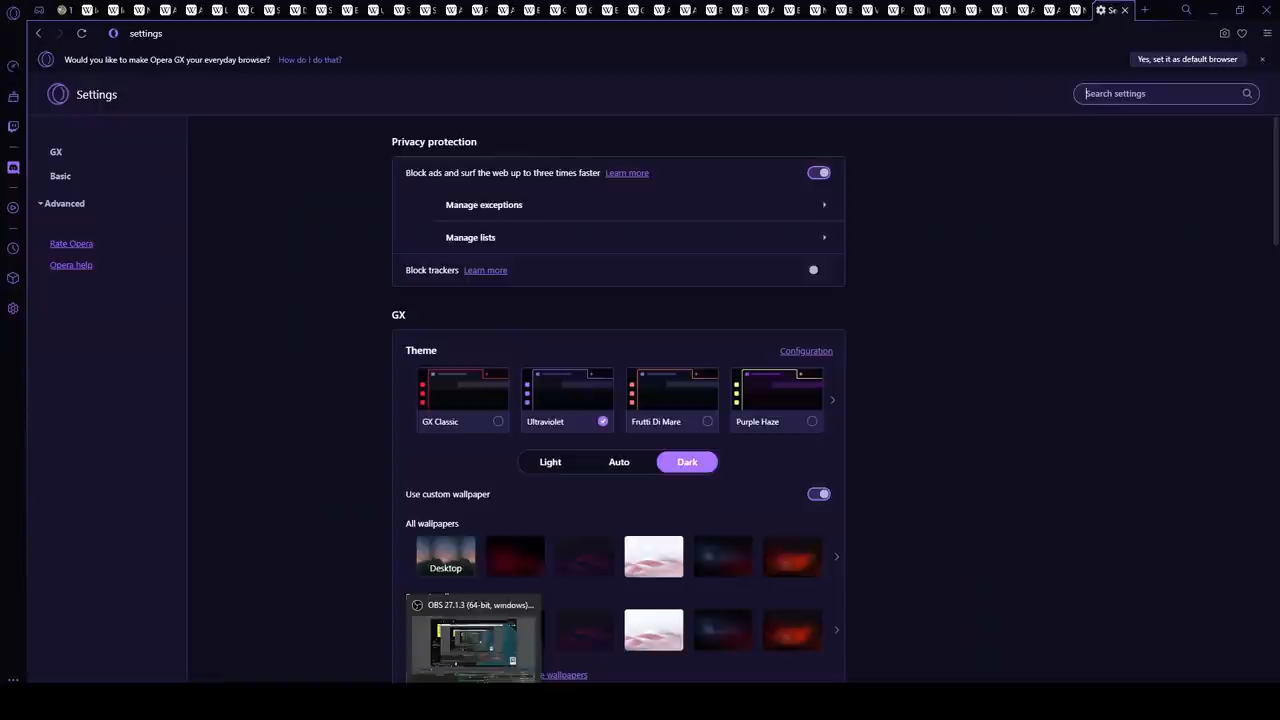 Se
settings
Would you like to make Opera GX your everyday browser? How do I do that?
Yes, set it as default browser
Settings
Search settings
GX
Basic
Advanced
Rate Opera
Opera help
Privacy protection
Block ads and surf the web up to three times faster Learn more
Manage exceptions
Manage lists
Block trackers Learn more
GX
Theme
Configuration
GX Classic
Ultraviolet
Frutti Di Mare
Purple Haze
Light
Auto
Dark
Use custom wallpaper
All wallpapers
Desktop
OBS 27.1.3 (64-bit, windows)...
wallpapers